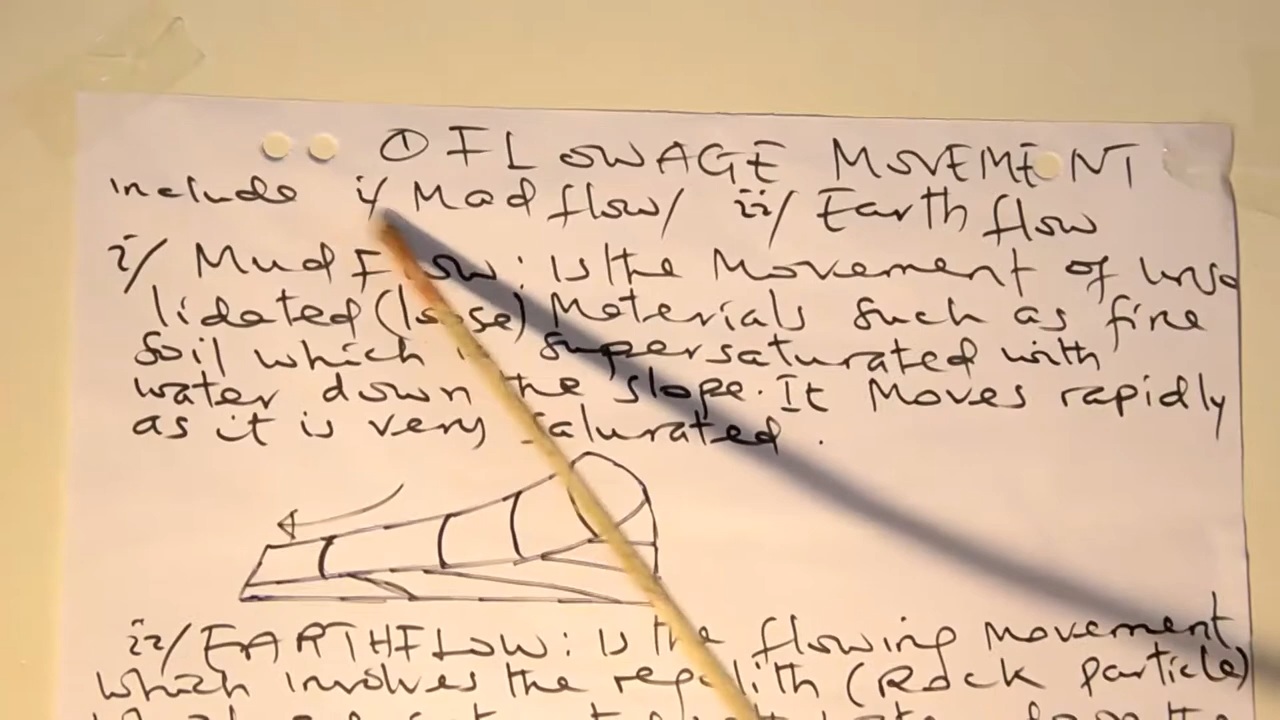 ① FLOWAGE MOVEMENT
include i/ Mad flow/ ii/ Earth flow
i/ Mud Flow: is the Movement of unso
lidated (loose) Materials such as fine
soil which is supersaturated with
water down the slope. It Moves rapidly
as it is very saturated.
ii/ EARTHFLOW: is the flowing movement
which involves the regolith (Rock particle)